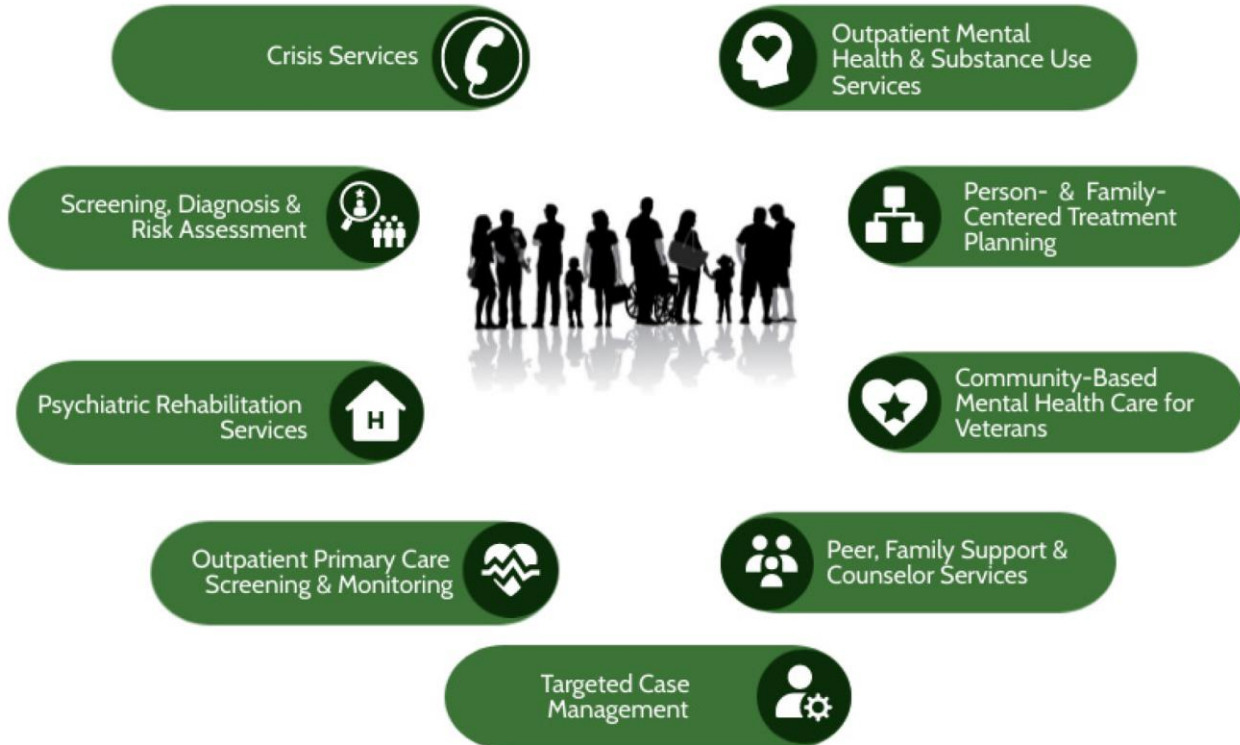 Crisis Services
Outpatient Mental
Health & Substance Use
Services
Screening, Diagnosis &
Risk Assessment
Person- & Family-
Centered Treatment
Planning
Psychiatric Rehabilitation
Services
H
Community-Based
Mental Health Care for
Veterans
Outpatient Primary Care
Screening & Monitoring
Peer, Family Support &
Counselor Services
Targeted Case
Management